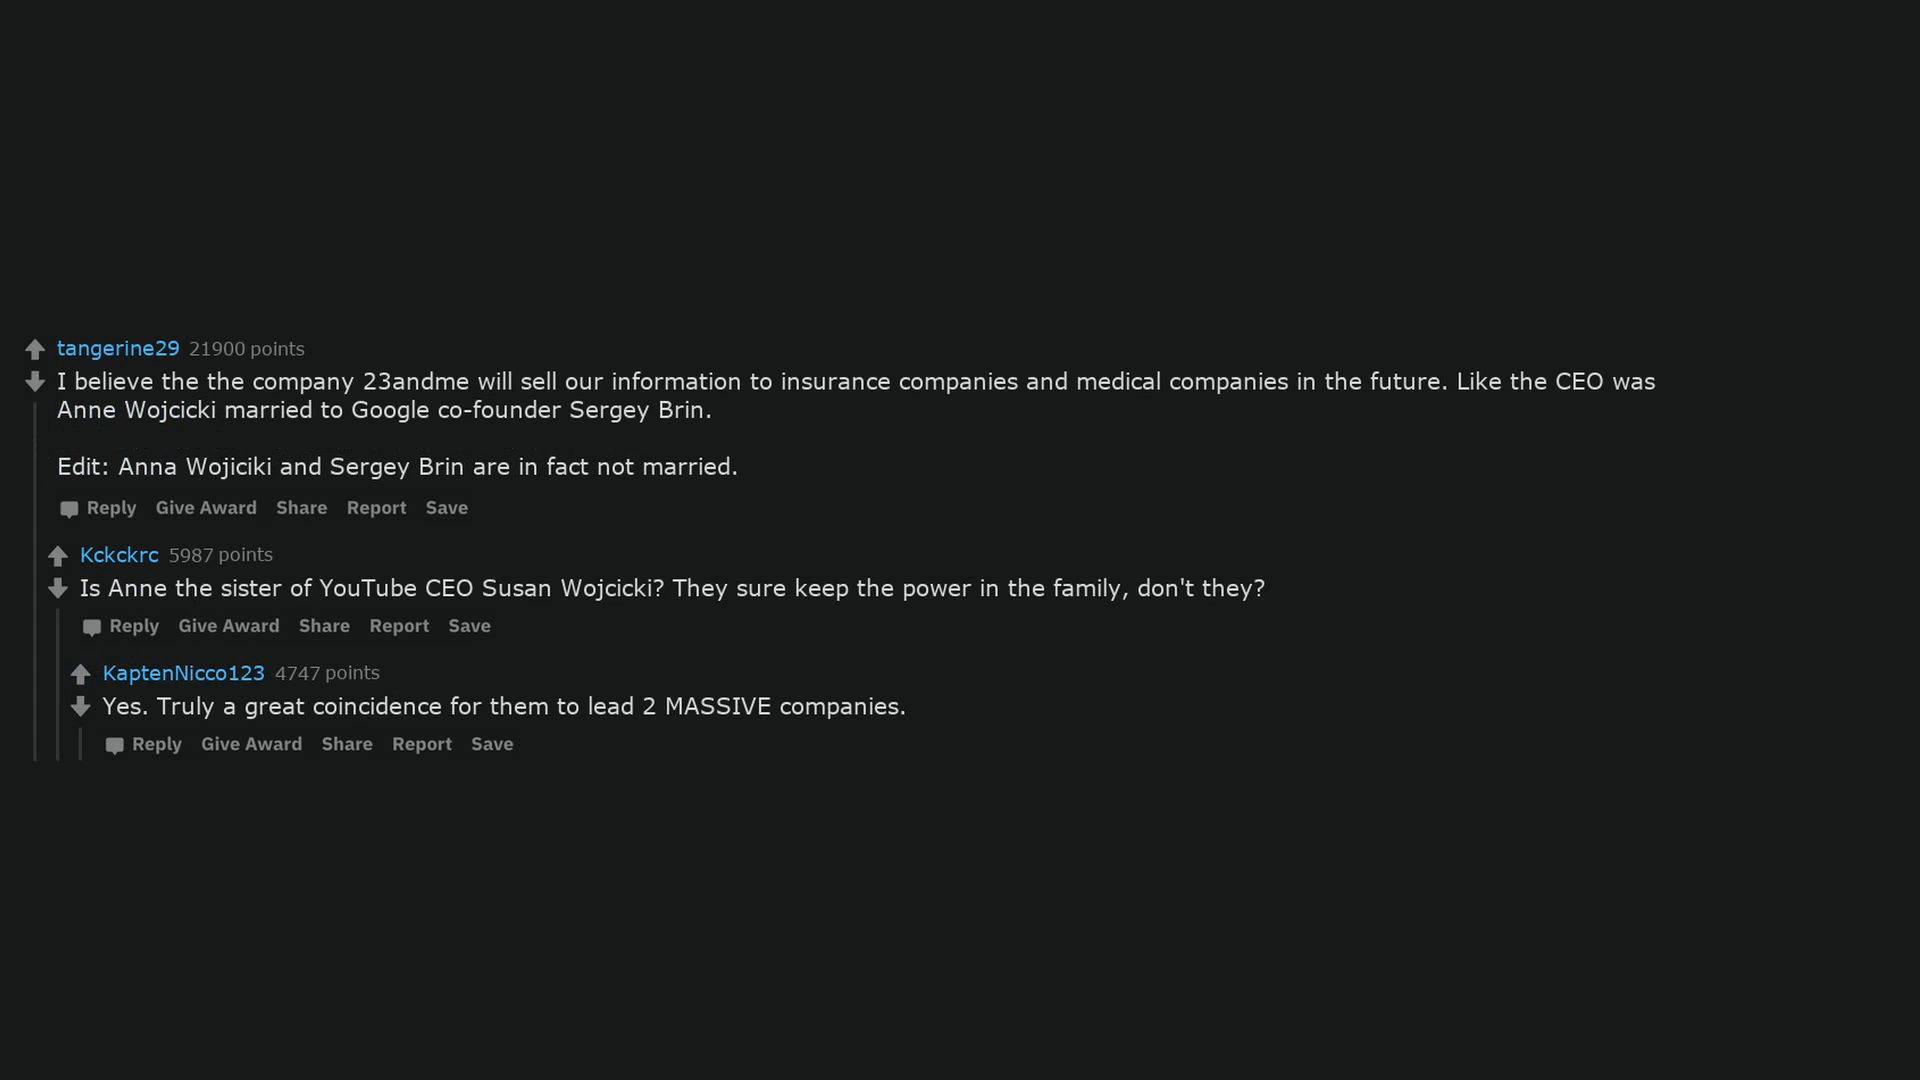 tangerine29 21900 points
I believe the the company 23andme will sell our information to insurance companies and medical companies in the future. Like the CEO was
Anne Wojcicki married to Google co-founder Sergey Brin.
Edit: Anna Wojiciki and Sergey Brin are in fact not married.
Reply Give Award Share Report Save
Kckckrc 5987 points
Is Anne the sister of YouTube CEO Susan Wojcicki? They sure keep the power in the family, don't they?
Reply Give Award Share Report Save
KaptenNicco123 4747 points
Yes. Truly a great coincidence for them to lead 2 MASSIVE companies.
Reply Give Award Share Report Save